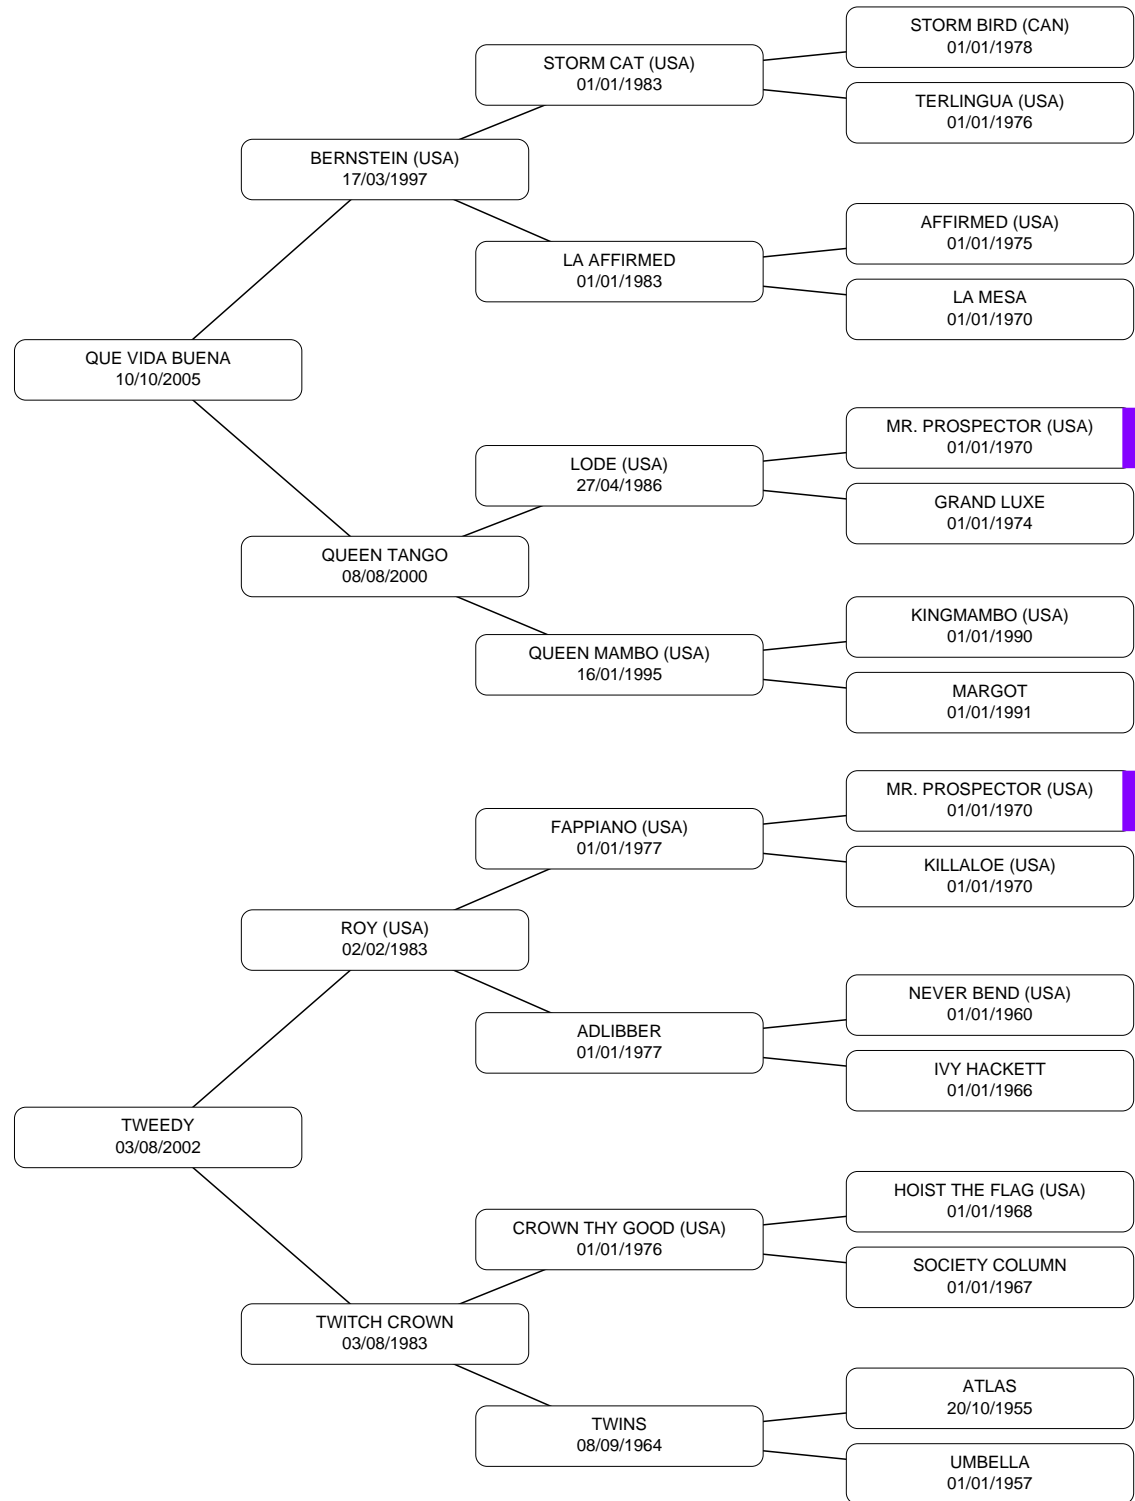 STORM BIRD (CAN)
01/01/1978
STORM CAT (USA)
01/01/1983
TERLINGUA (USA)
01/01/1976
BERNSTEIN (USA)
17/03/1997
AFFIRMED (USA)
01/01/1975
LA AFFIRMED
01/01/1983
LA MESA
01/01/1970
QUE VIDA BUENA
10/10/2005
MR. PROSPECTOR (USA)
01/01/1970
LODE (USA)
27/04/1986
GRAND LUXE
01/01/1974
QUEEN TANGO
08/08/2000
KINGMAMBO (USA)
01/01/1990
QUEEN MAMBO (USA)
16/01/1995
MARGOT
01/01/1991
MR. PROSPECTOR (USA)
01/01/1970
FAPPIANO (USA)
01/01/1977
KILLALOE (USA)
01/01/1970
ROY (USA)
02/02/1983
NEVER BEND (USA)
01/01/1960
ADLIBBER
01/01/1977
IVY HACKETT
01/01/1966
TWEEDY
03/08/2002
HOIST THE FLAG (USA)
01/01/1968
CROWN THY GOOD (USA)
01/01/1976
SOCIETY COLUMN
01/01/1967
TWITCH CROWN
03/08/1983
ATLAS
20/10/1955
TWINS
08/09/1964
UMBELLA
01/01/1957